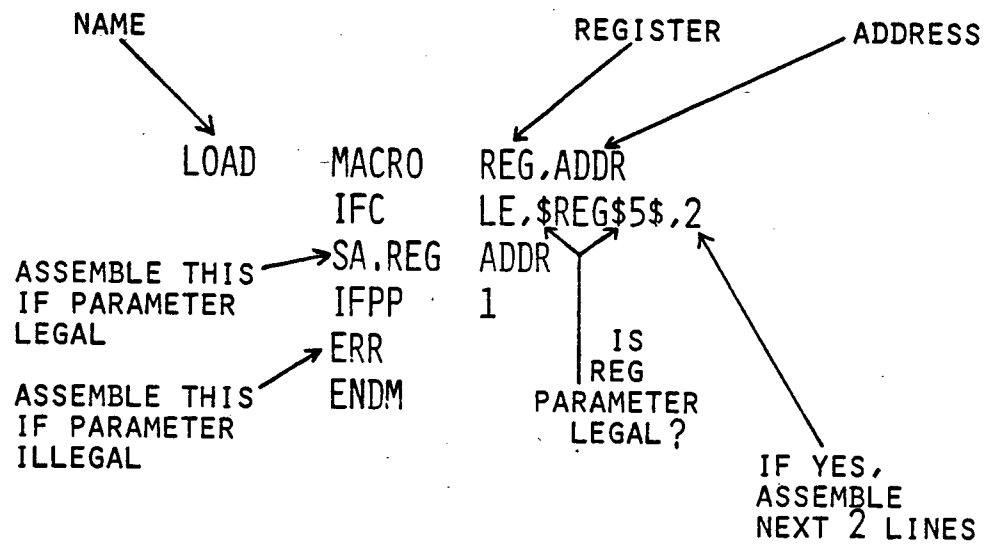 NAME
REGISTER
ADDRESS
LOAD MACRO REG,ADDR
IFC LE,$REG$5$,2
SA.REG ADDR
IFPP 1
ERR
ENDM
ASSEMBLE THIS
IF PARAMETER
LEGAL
ASSEMBLE THIS
IF PARAMETER
ILLEGAL
IS
REG
PARAMETER
LEGAL?
IF YES,
ASSEMBLE
NEXT 2 LINES